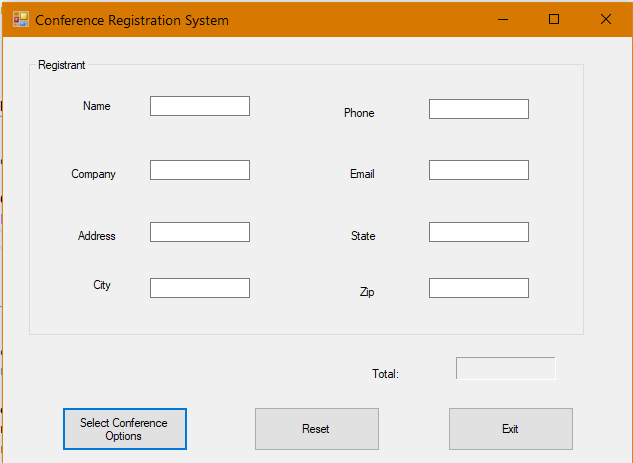 Conference Registration System
Registrant
Name
Phone
Company
Email
Address
State
City
Zip
Total:
Select Conference
Options
Reset
Exit